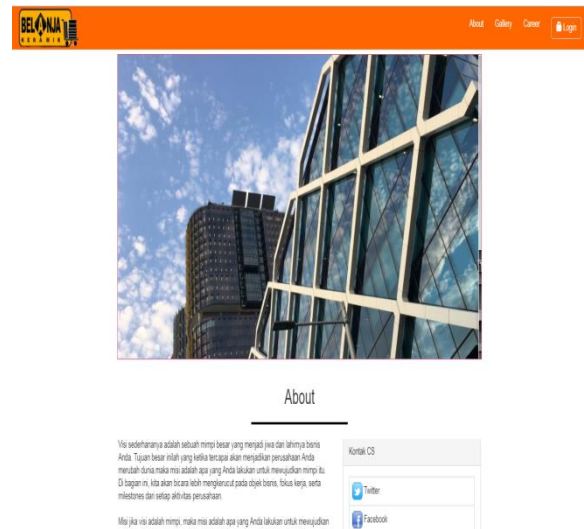 BELANJA
KERAMIK
About Gallery Career Login
About
Visi sederhananya adalah sebuah mimpi besar yang menjadi jiwa dan lahirnya bisnis
Anda. Tujuan besar inilah yang ketika tercapai akan menjadikan perusahaan Anda
merubah dunia maka misi adalah apa yang Anda lakukan untuk mewujudkan mimpi itu.
Di bagian ini, kita akan bicara lebih mengkerucut pada objek bisnis, fokus kerja, serta
milestones dan setiap aktivitas perusahaan.
Misi jika visi adalah mimpi, maka misi adalah apa yang Anda lakukan untuk mewujudkan
Kontak CS
Twitter
Facebook